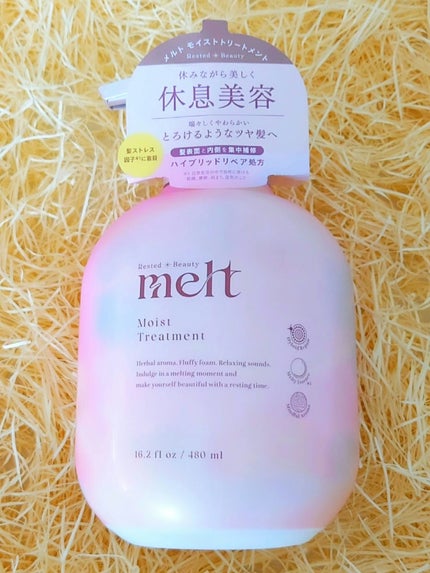 メルト モイストトリートメント
Rested ✦ Beauty
休みながら美しく
休息美容
瑞々しくやわらかい
とろけるようなツヤ髪へ
髪表面と内部を集中補修
ハイブリッドリペア処方
髪ストレス
因子※1に着目
Rested ✦ Beauty
melt
Moist
Treatment
Herbal aroma. Fluffy foam. Relaxing sounds.
Indulge in a melting moment and
make yourself beautiful with a resting time.
16.2 fl oz / 480 ml